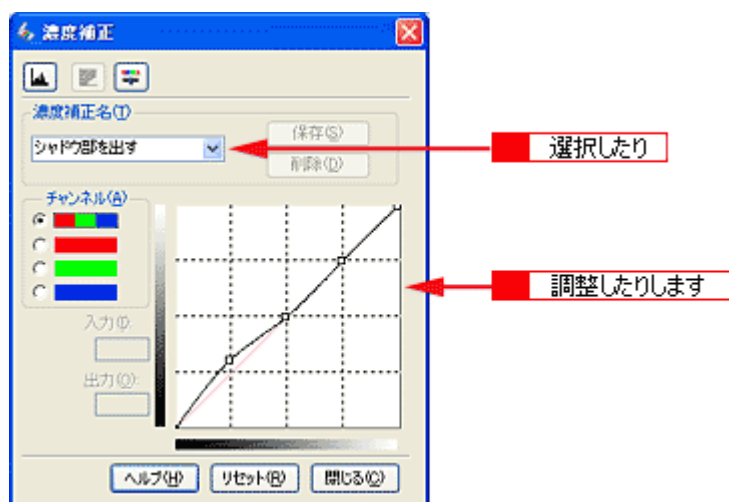 濃度補正
濃度補正名(T)
シャドウ部を出す
保存(S)
削除(D)
選択したり
チャンネル(A)
調整したりします
入力(I):
出力(O):
ヘルプ(H)
リセット(R)
閉じる(C)